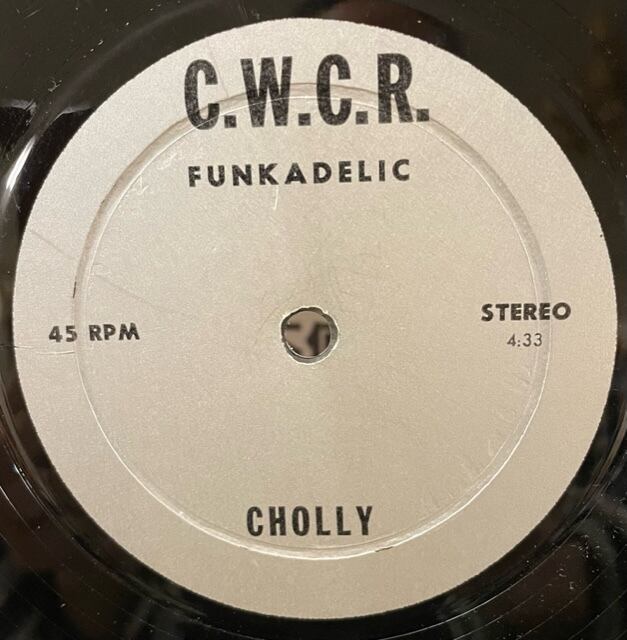 C.W.C.R.
FUNKADELIC
45 RPM
STEREO
4:33
CHOLLY